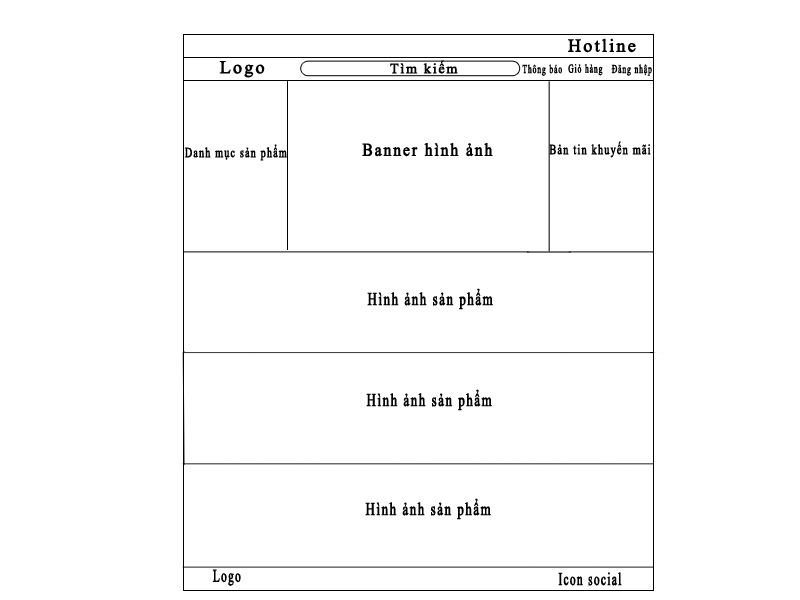 Hotline
Logo
Tìm kiếm
Thông báo Giỏ hàng Đăng nhập
Danh mục sản phẩm
Banner hình ảnh
Bản tin khuyến mãi
Hình ảnh sản phẩm
Hình ảnh sản phẩm
Hình ảnh sản phẩm
Logo
Icon social